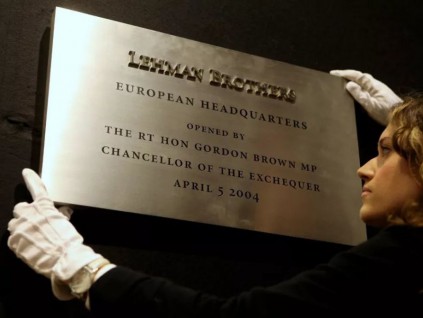 LEHMAN BROTHERS
EUROPEAN HEADQUARTERS
OPENED BY
THE RT HON GORDON BROWN MP
CHANCELLOR OF THE EXCHEQUER
APRIL 5 2004